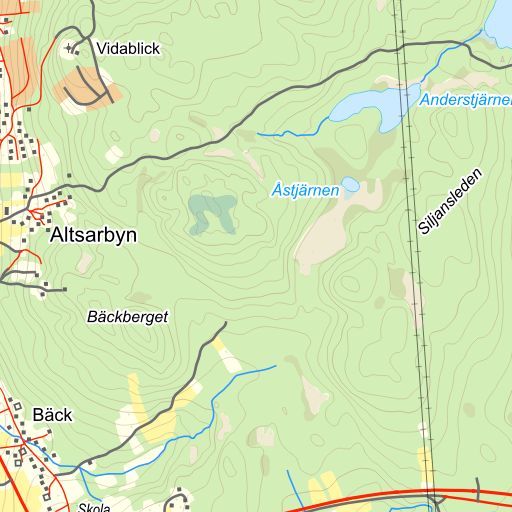 Vidablick
Anderstjärnen
Åstjärnen
Siljansleden
Altsarbyn
Bäckberget
Bäck
Skola